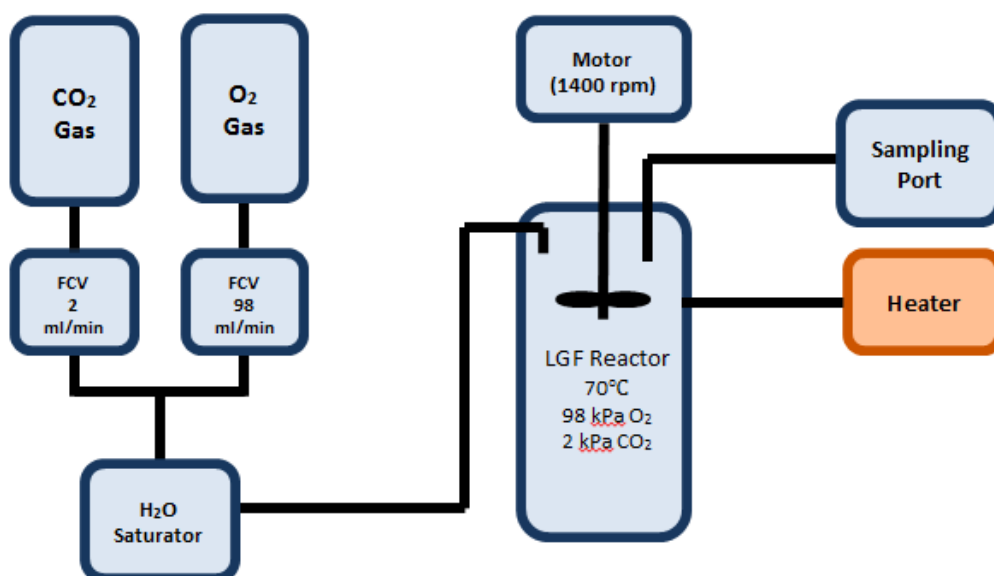 CO₂
Gas
O₂
Gas
Motor
(1400 rpm)
Sampling
Port
FCV
2
ml/min
FCV
98
ml/min
Heater
LGF Reactor
70°C
98 kPa O₂
2 kPa CO₂
H₂O
Saturator